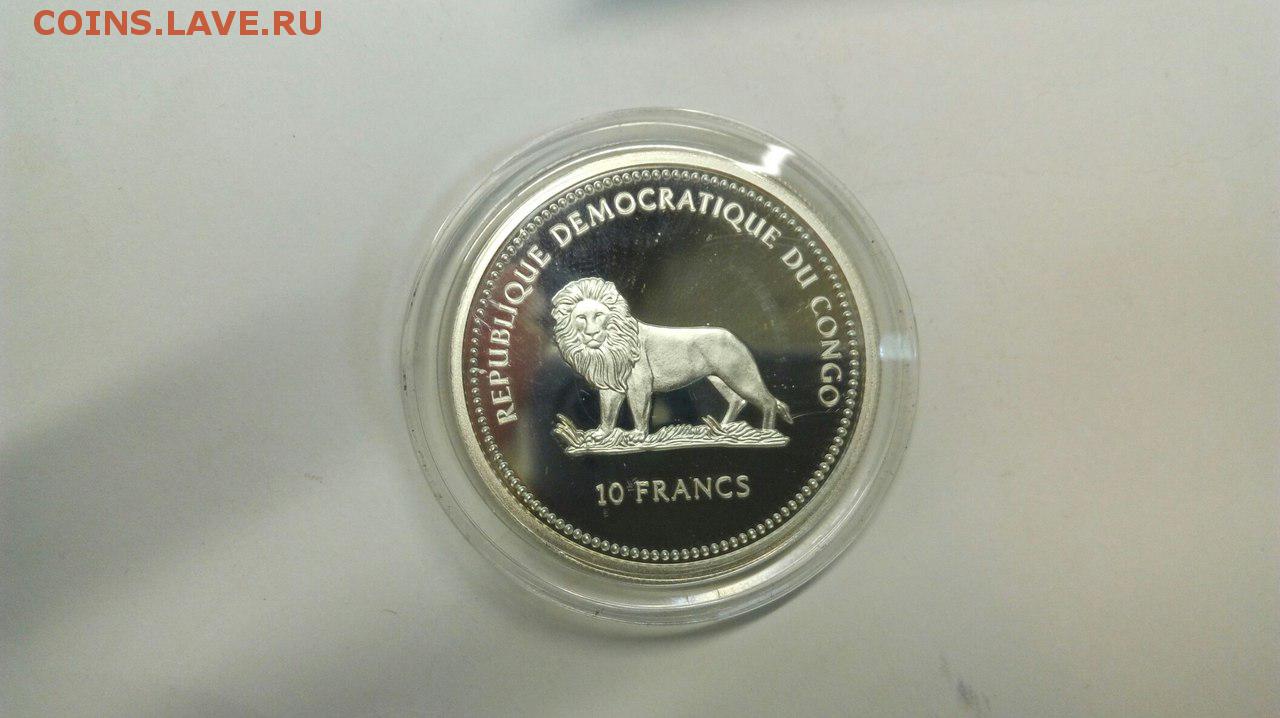 COINS.LAVE.RU
REPUBLIQUE DEMOCRATIQUE DU CONGO
10 FRANCS